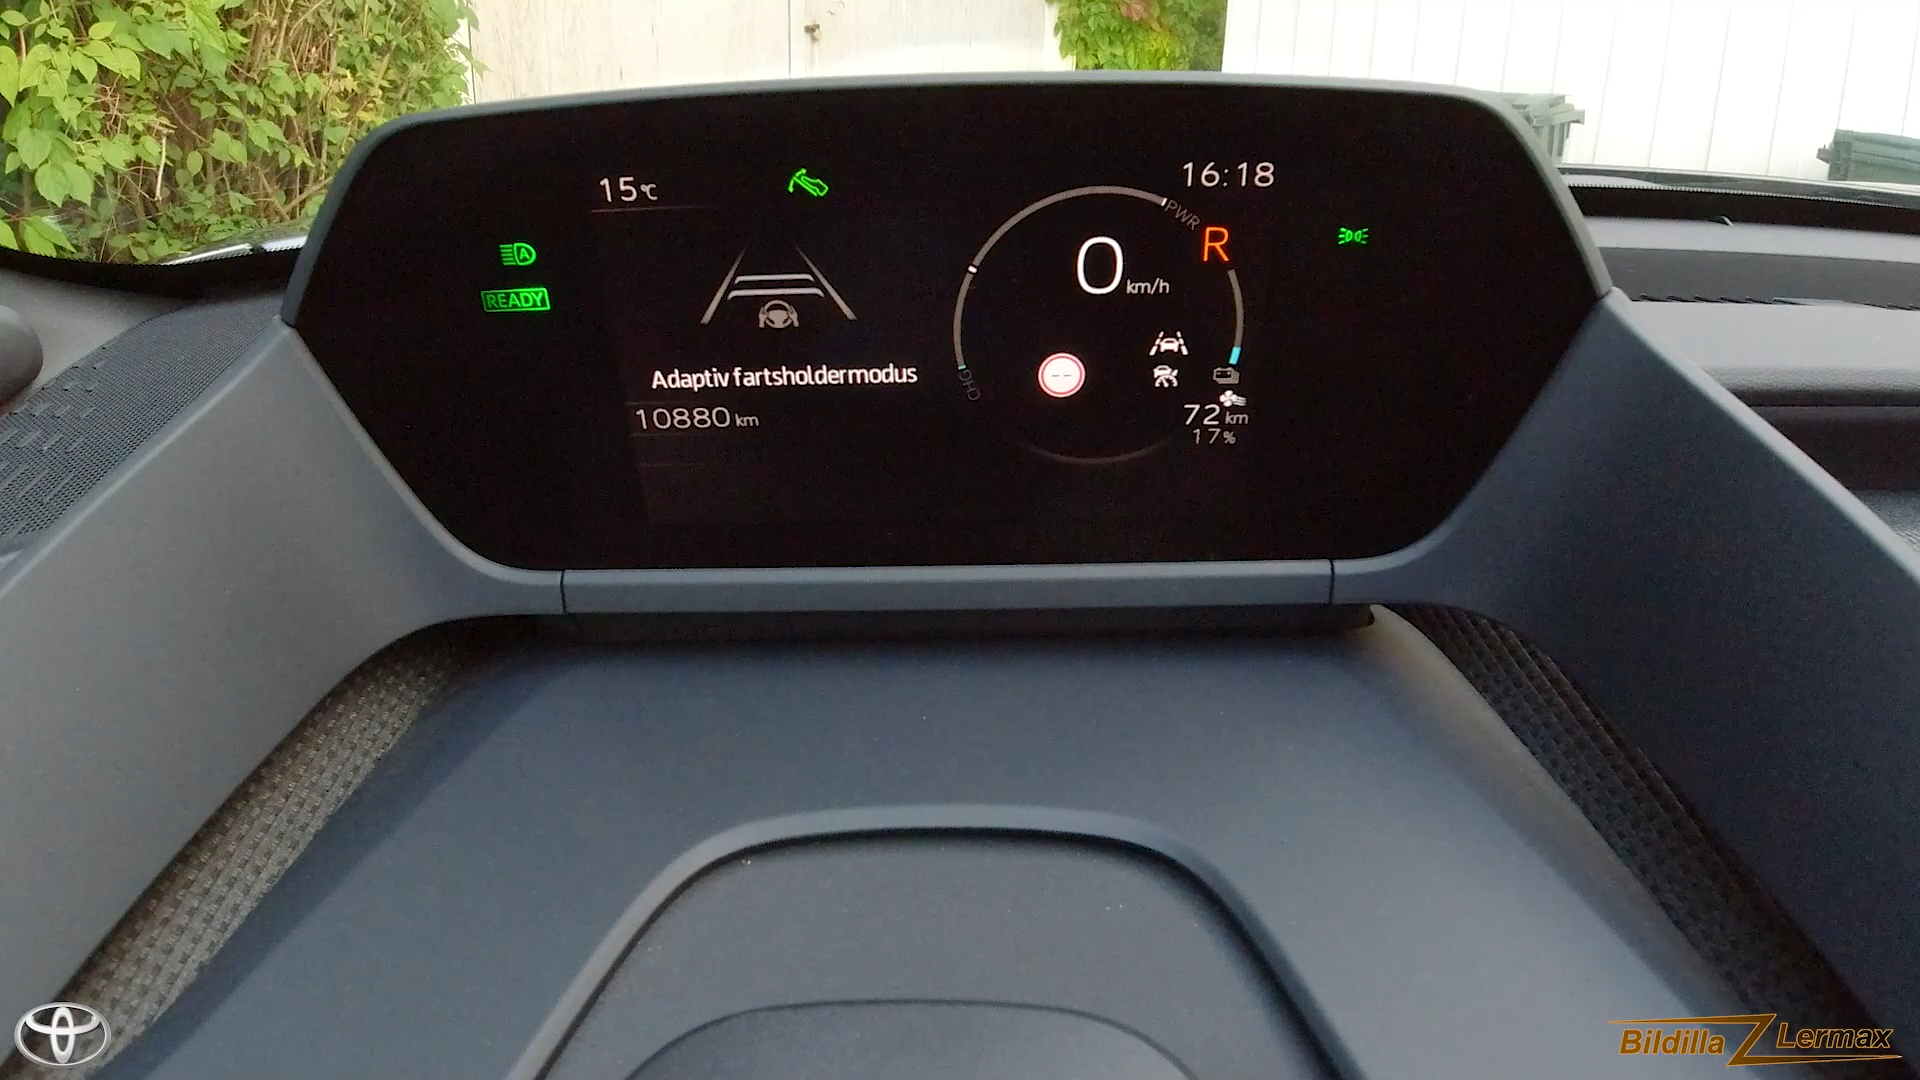 15°C
16:18
PWR
R
A
READY
0 km/h
Adaptiv fartsholdermodus
--
CHG
10880 km
72 km
17%
Bildilla Lermax